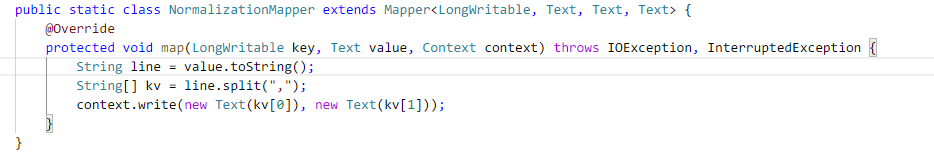 public static class NormalizationMapper extends Mapper<LongWritable, Text, Text, Text> {
    @Override
    protected void map(LongWritable key, Text value, Context context) throws IOException, InterruptedException {
        String line = value.toString();
        String[] kv = line.split(",");
        context.write(new Text(kv[0]), new Text(kv[1]));
    }
}